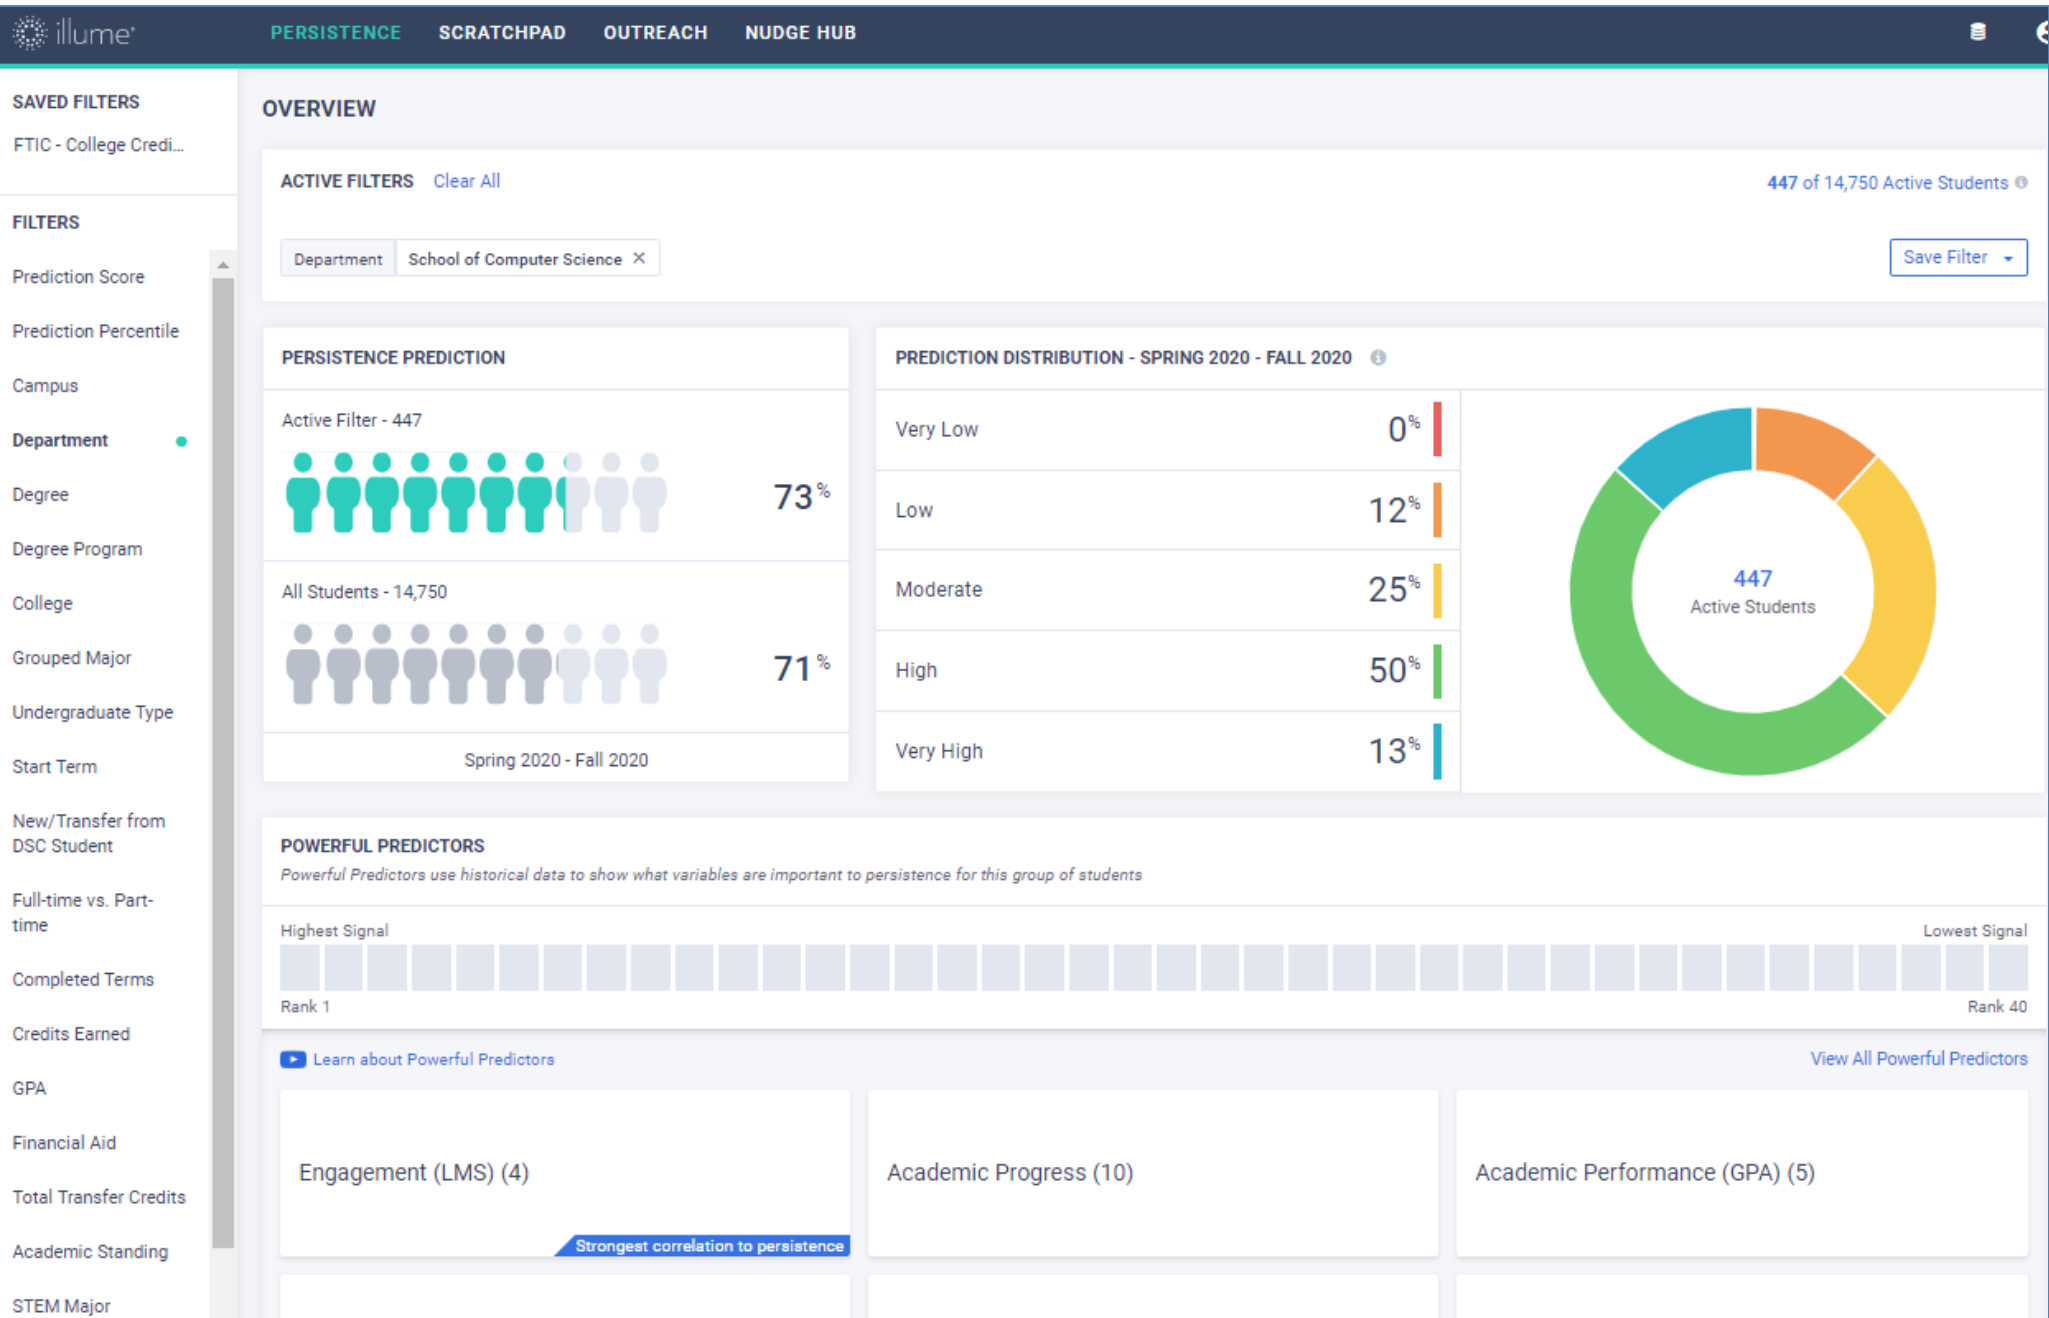 illume
PERSISTENCE SCRATCHPAD OUTREACH NUDGE HUB
SAVED FILTERS
FTIC - College Credi...
FILTERS
Prediction Score
Prediction Percentile
Campus
Department
Degree
Degree Program
College
Grouped Major
Undergraduate Type
Start Term
New/Transfer from
DSC Student
Full-time vs. Part-
time
Completed Terms
Credits Earned
GPA
Financial Aid
Total Transfer Credits
Academic Standing
STEM Major
OVERVIEW
ACTIVE FILTERS Clear All
447 of 14,750 Active Students
Department School of Computer Science ×
Save Filter
PERSISTENCE PREDICTION
Active Filter - 447
73%
All Students - 14,750
71%
Spring 2020 - Fall 2020
PREDICTION DISTRIBUTION - SPRING 2020 - FALL 2020
Very Low 0%
Low 12%
Moderate 25%
High 50%
Very High 13%
447
Active Students
POWERFUL PREDICTORS
Powerful Predictors use historical data to show what variables are important to persistence for this group of students
Highest Signal Lowest Signal
Rank 1 Rank 40
Learn about Powerful Predictors View All Powerful Predictors
Engagement (LMS) (4)
Strongest correlation to persistence
Academic Progress (10)
Academic Performance (GPA) (5)